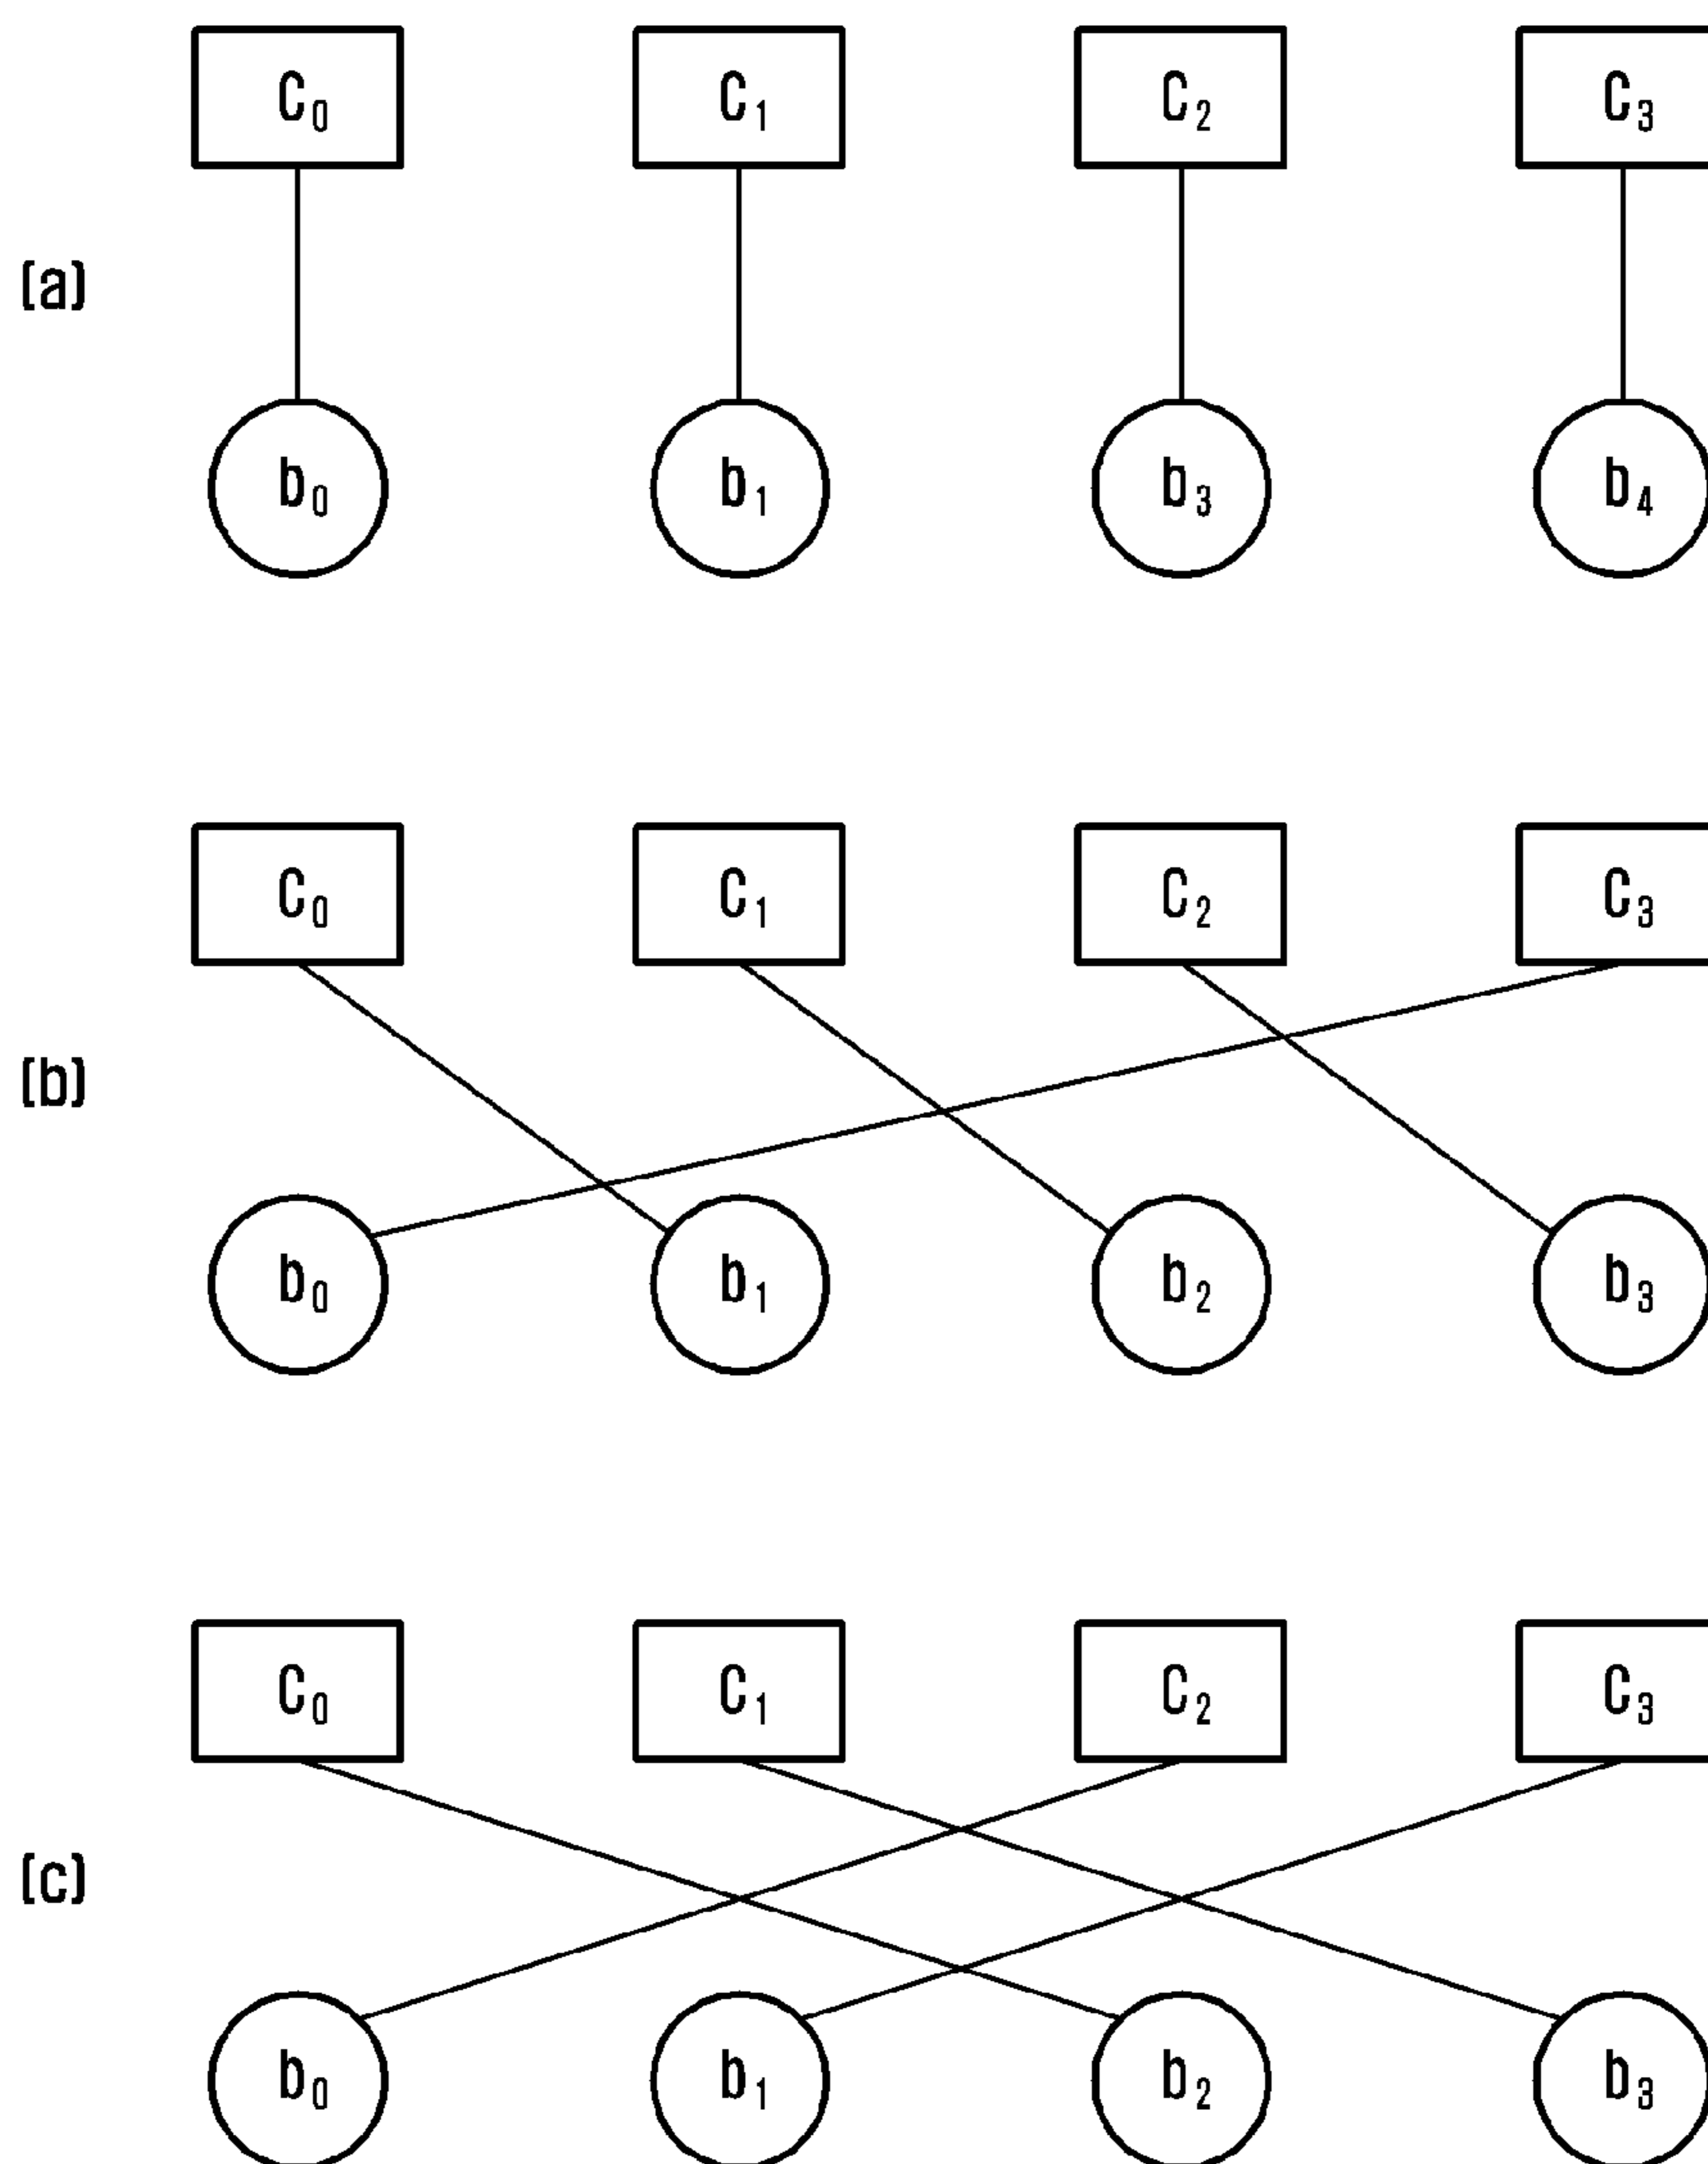 C₀ C₁ C₂ C₃
(a)
b₀ b₁ b₃ b₄
C₀ C₁ C₂ C₃
(b)
b₀ b₁ b₂ b₃
C₀ C₁ C₂ C₃
(c)
b₀ b₁ b₂ b₃